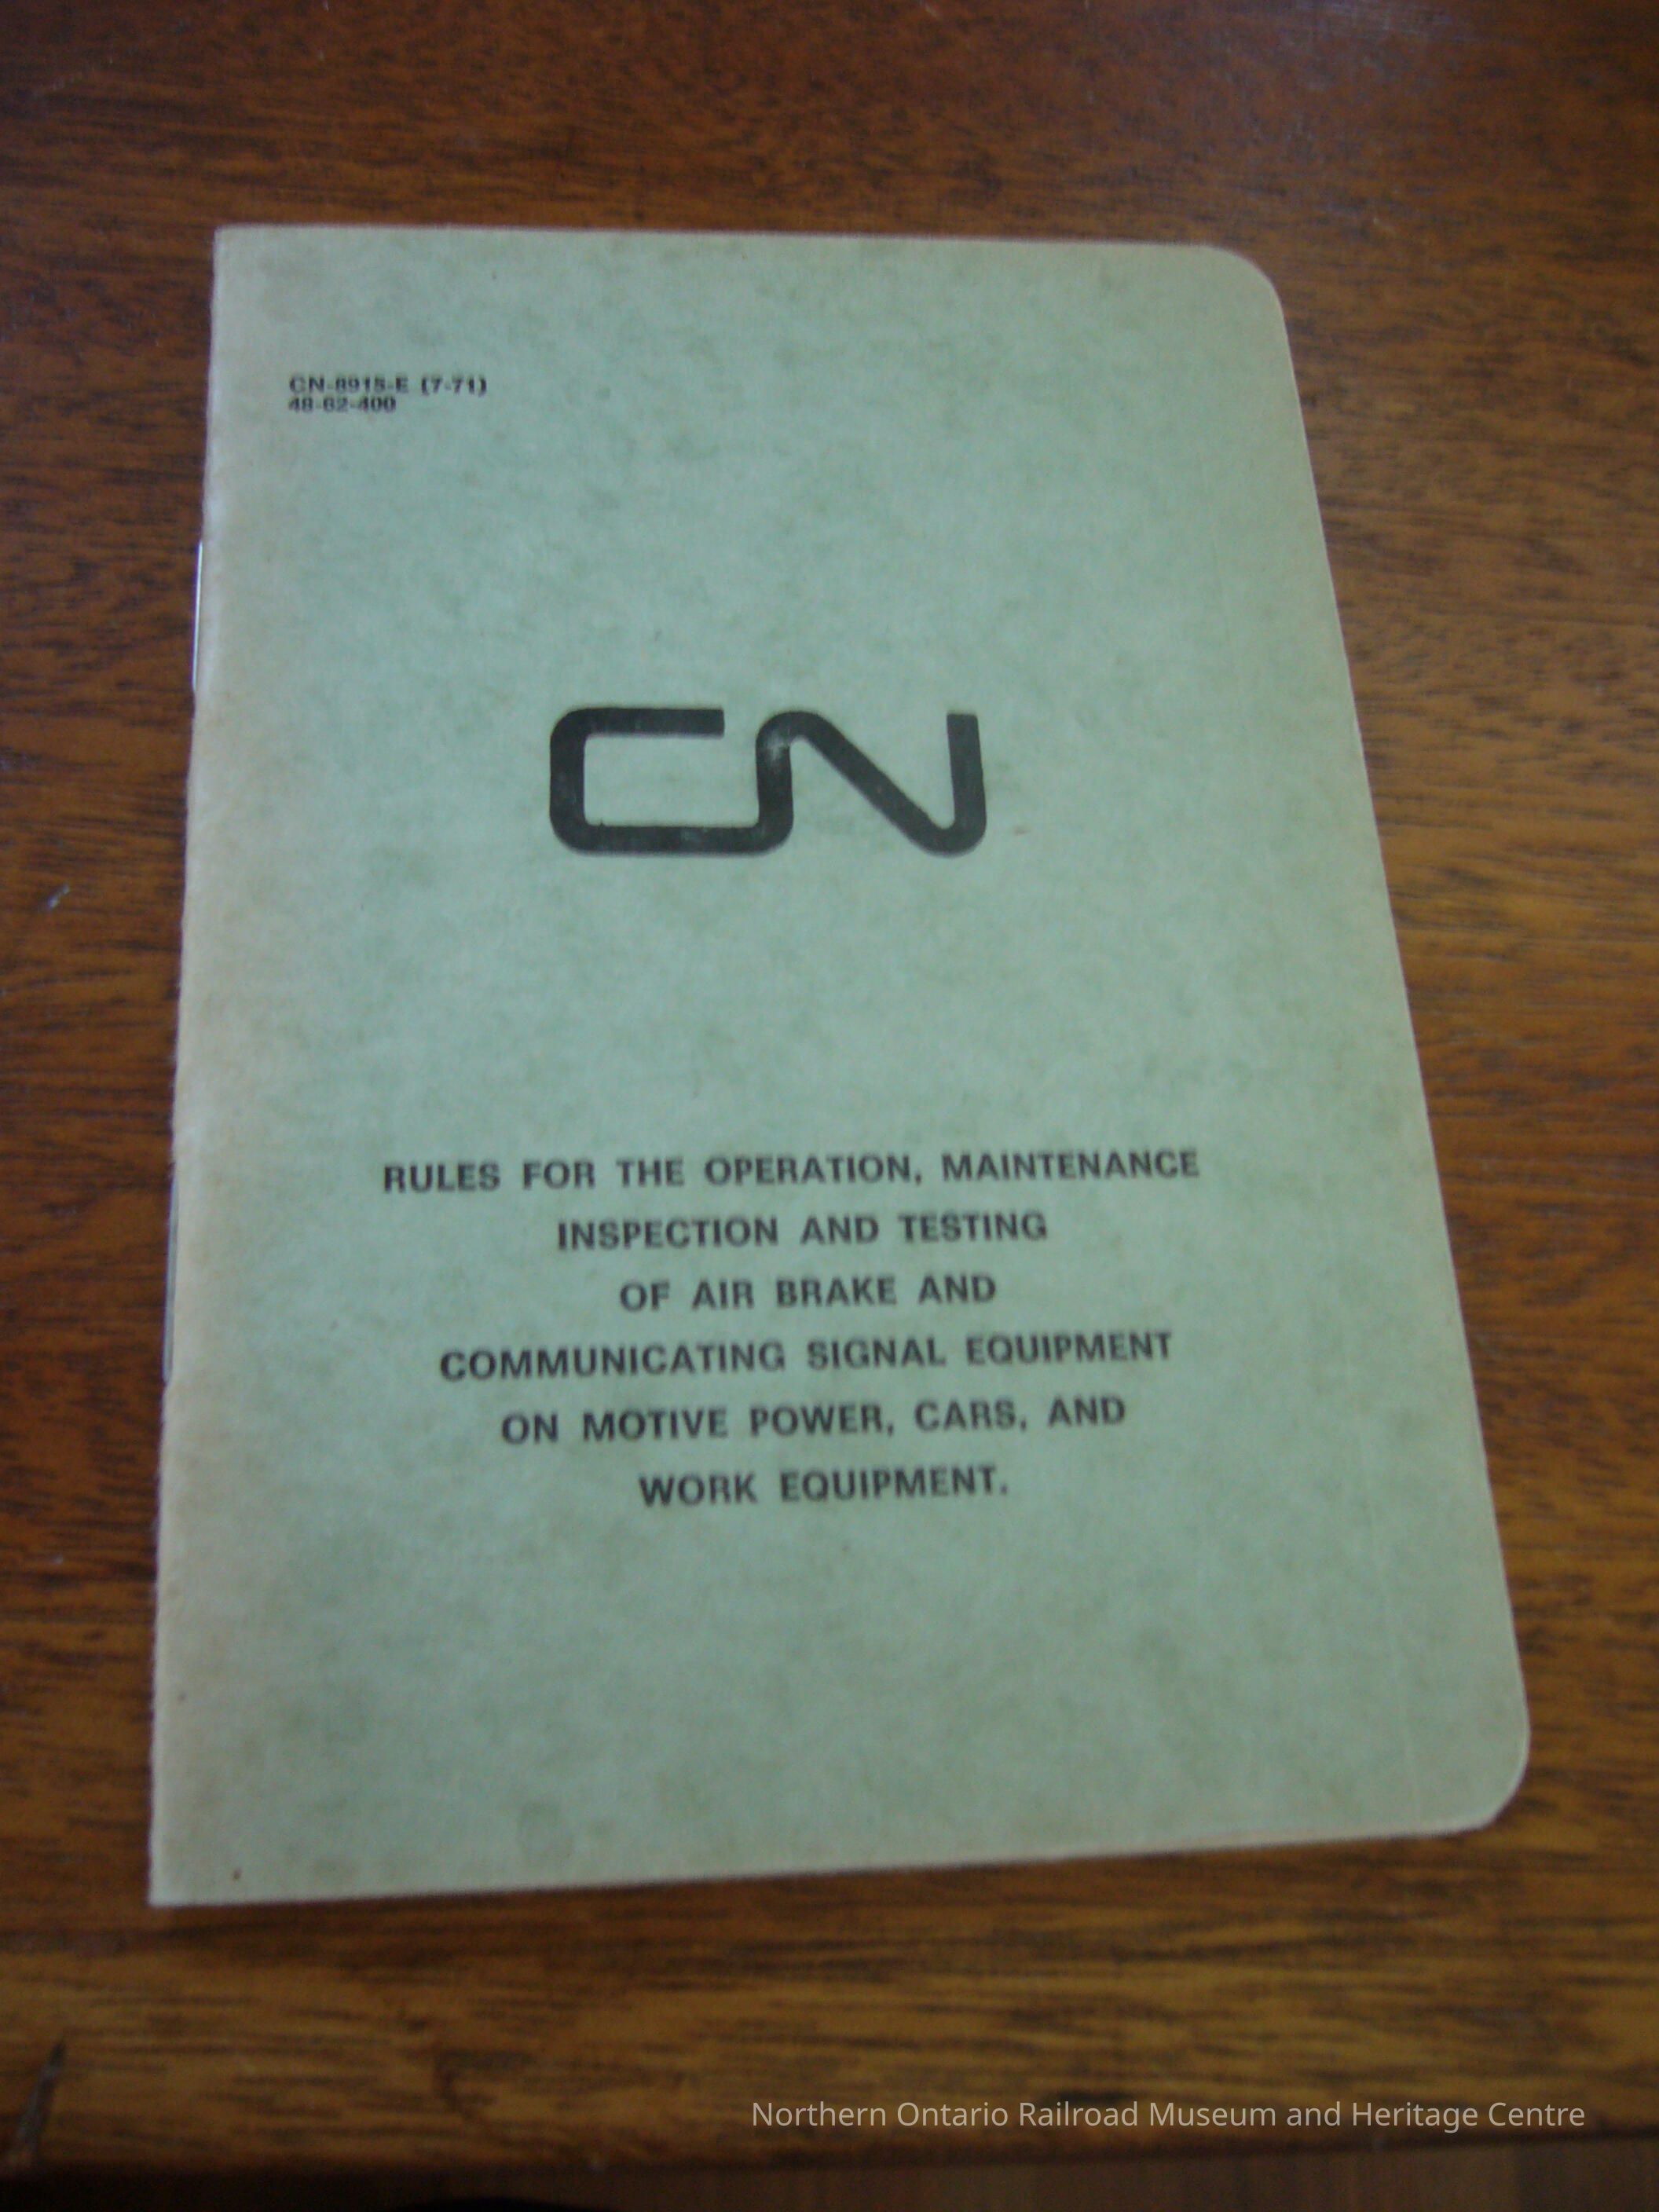 CN-8915-E (7-71)
48-62-400
CN
RULES FOR THE OPERATION, MAINTENANCE
INSPECTION AND TESTING
OF AIR BRAKE AND
COMMUNICATING SIGNAL EQUIPMENT
ON MOTIVE POWER, CARS, AND
WORK EQUIPMENT.
Northern Ontario Railroad Museum and Heritage Centre